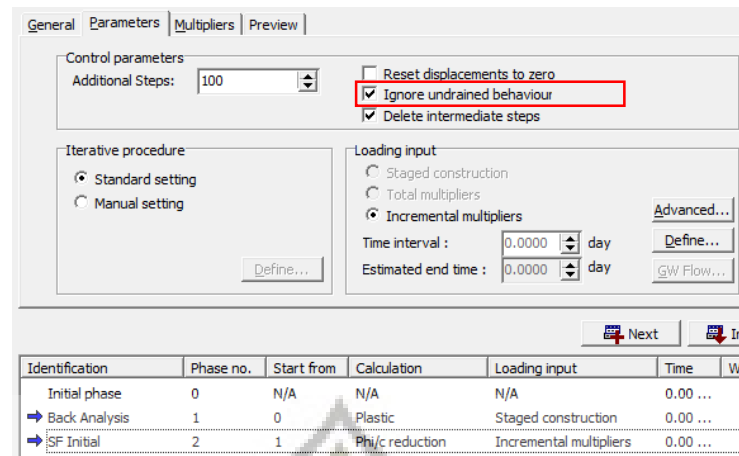 General Parameters Multipliers Preview
Control parameters
Additional Steps: 100
Reset displacements to zero
Ignore undrained behaviour
Delete intermediate steps
Iterative procedure
Standard setting
Manual setting
Define...
Loading input
Staged construction
Total multipliers
Incremental multipliers
Advanced...
Time interval : 0.0000 day Define...
Estimated end time : 0.0000 day GW Flow...
Next
Identification Phase no. Start from Calculation Loading input Time
Initial phase 0 N/A N/A N/A 0.00 ...
Back Analysis 1 0 Plastic Staged construction 0.00 ...
SF Initial 2 1 Phi/c reduction Incremental multipliers 0.00 ...